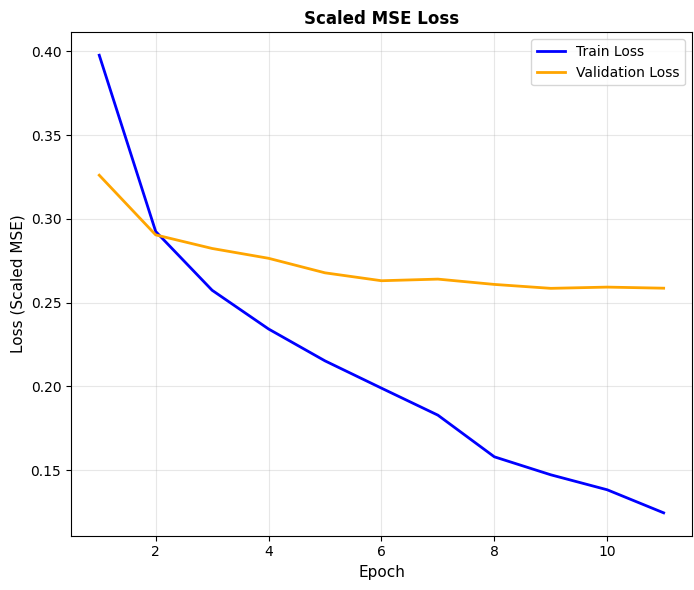 Scaled MSE Loss
Train Loss
Validation Loss
Loss (Scaled MSE)
0.40
0.35
0.30
0.25
0.20
0.15
2 4 6 8 10
Epoch